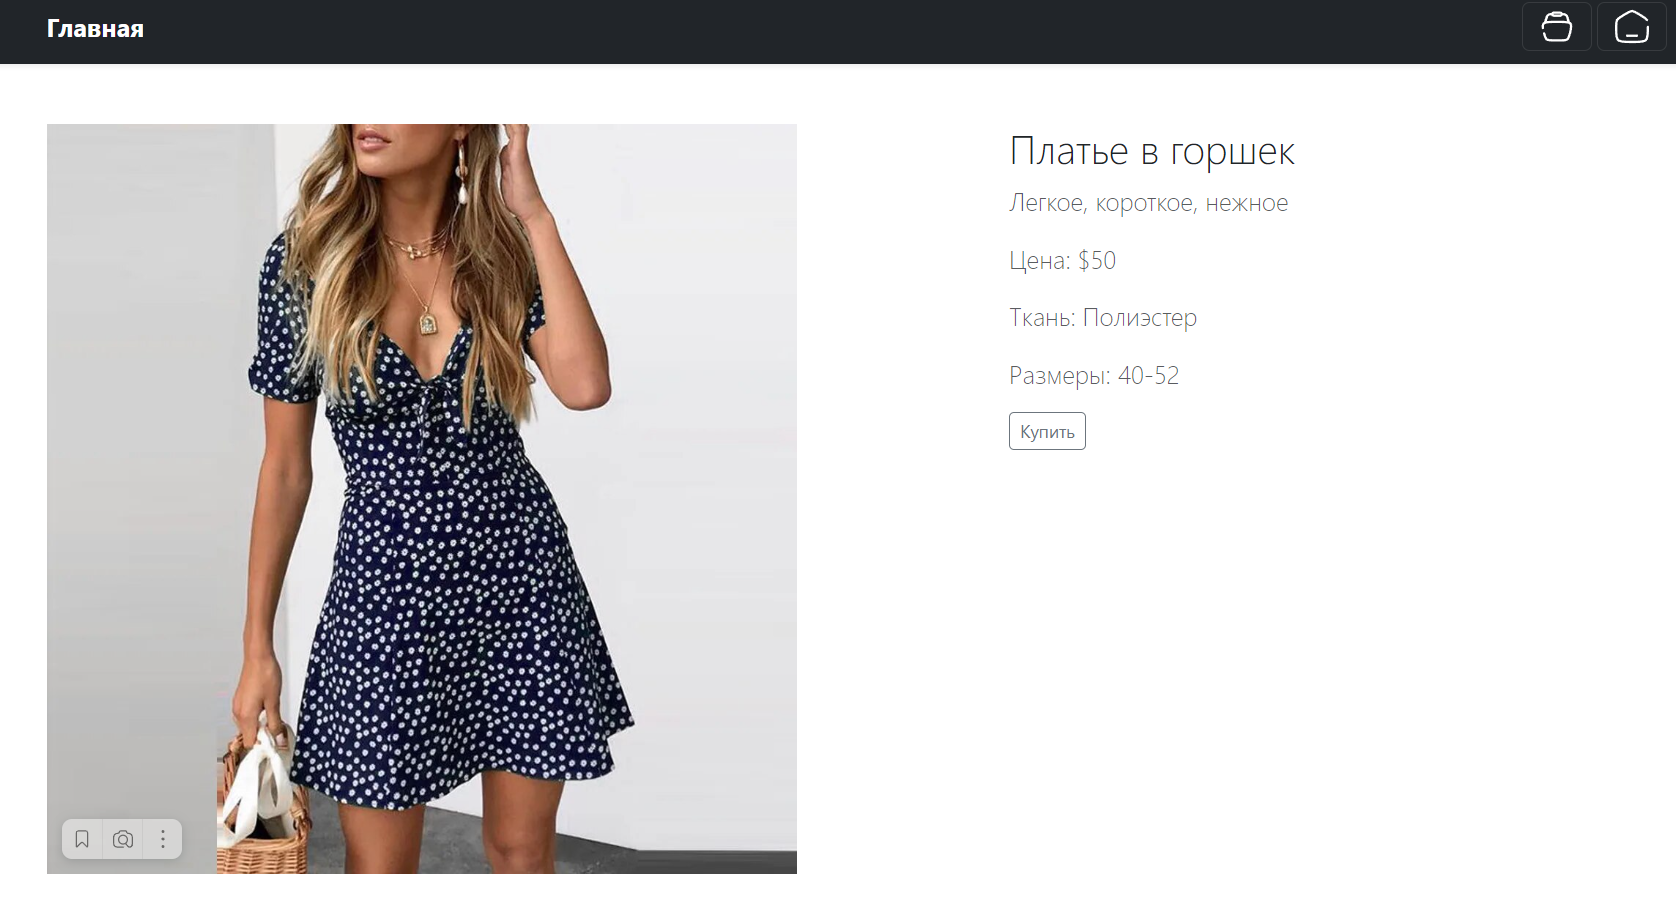 Главная
Платье в горшек
Легкое, короткое, нежное
Цена: $50
Ткань: Полиэстер
Размеры: 40-52
Купить